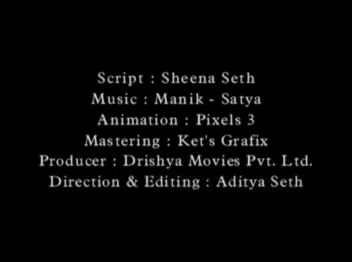 Script : Sheena Seth
Music : Manik - Satya
Animation : Pixels 3
Mastering : Ket's Grafix
Producer : Drishya Movies Pvt. Ltd.
Direction & Editing : Aditya Seth